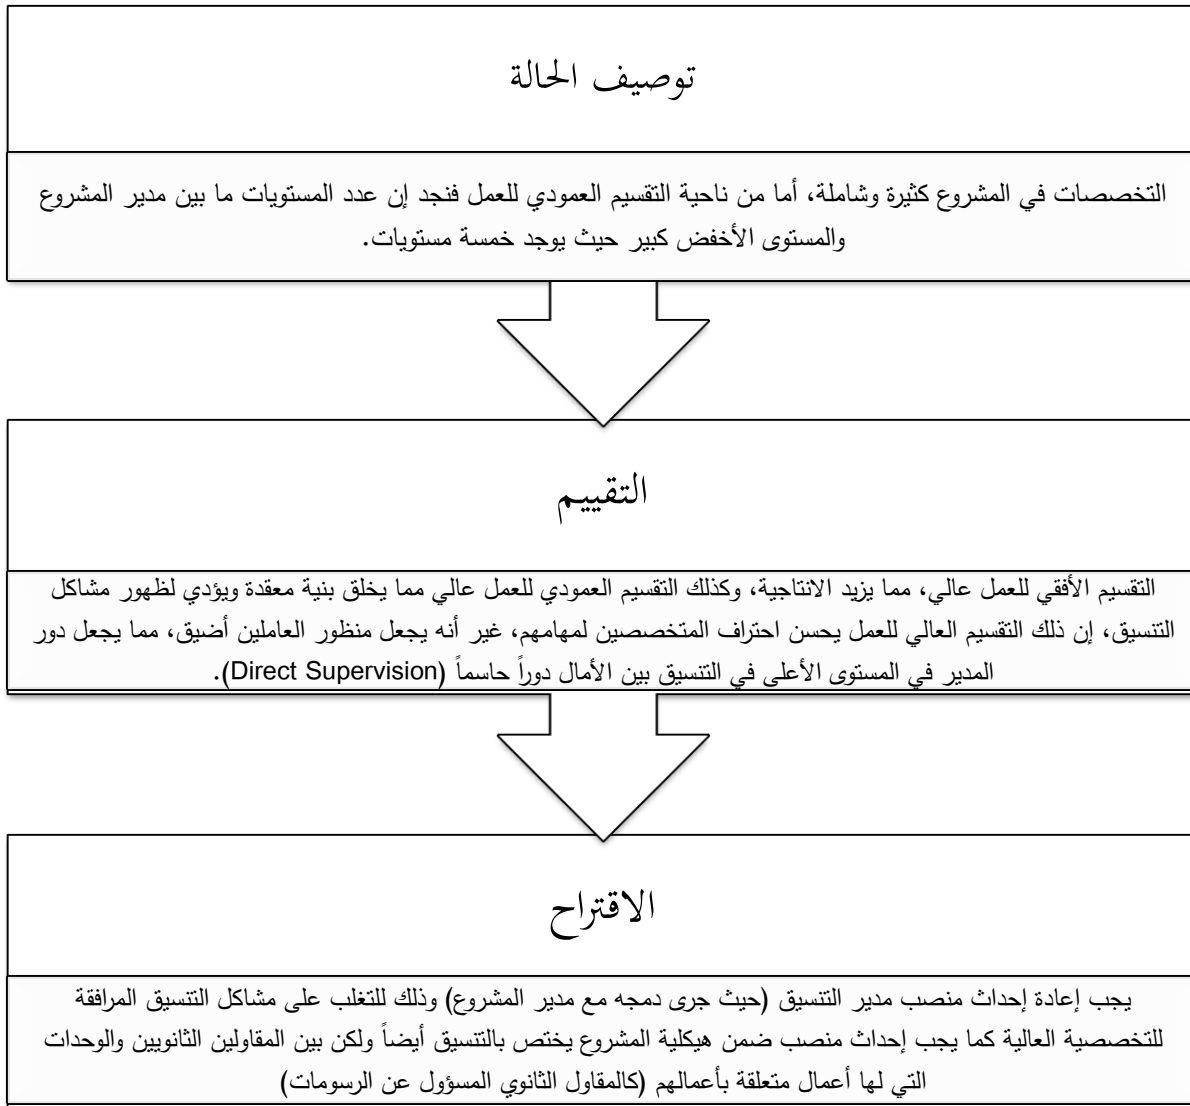 توصيف الحالة
التخصصات في المشروع كثيرة وشاملة، أما من ناحية التقسيم العمودي للعمل فنجد إن عدد المستويات ما بين مدير المشروع
والمستوى الأخفض كبير حيث يوجد خمسة مستويات.
التقييم
التقسيم الأفقي للعمل عالي، مما يزيد الانتاجية، وكذلك التقسيم العمودي للعمل عالي مما يخلق بنية معقدة ويؤدي لظهور مشاكل
التنسيق، إن ذلك التقسيم العالي للعمل يحسن احتراف المتخصصين لمهامهم، غير أنه يجعل منظور العاملين أضيق، مما يجعل دور
المدير في المستوى الأعلى في التنسيق بين الأمال دوراً حاسماً (Direct Supervision).
الاقتراح
يجب إعادة إحداث منصب مدير التنسيق (حيث جرى دمجه مع مدير المشروع) وذلك للتغلب على مشاكل التنسيق المرافقة
للتخصصية العالية كما يجب إحداث منصب ضمن هيكلية المشروع يختص بالتنسيق أيضاً ولكن بين المقاولين الثانويين والوحدات
التي لها أعمال متعلقة بأعمالهم (كالمقاول الثانوي المسؤول عن الرسومات)